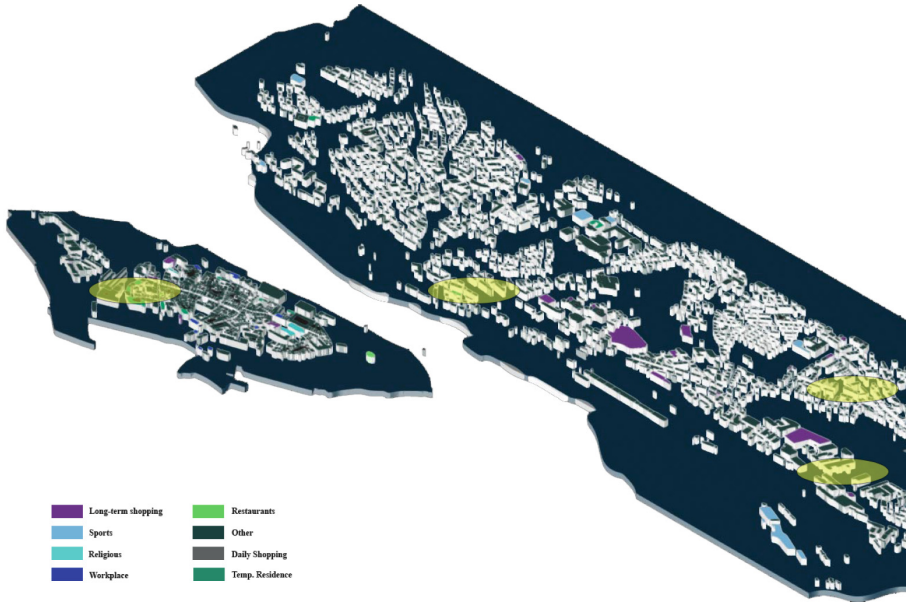 Long-term shopping
Sports
Religious
Workplace
Restaurants
Other
Daily Shopping
Temp. Residence